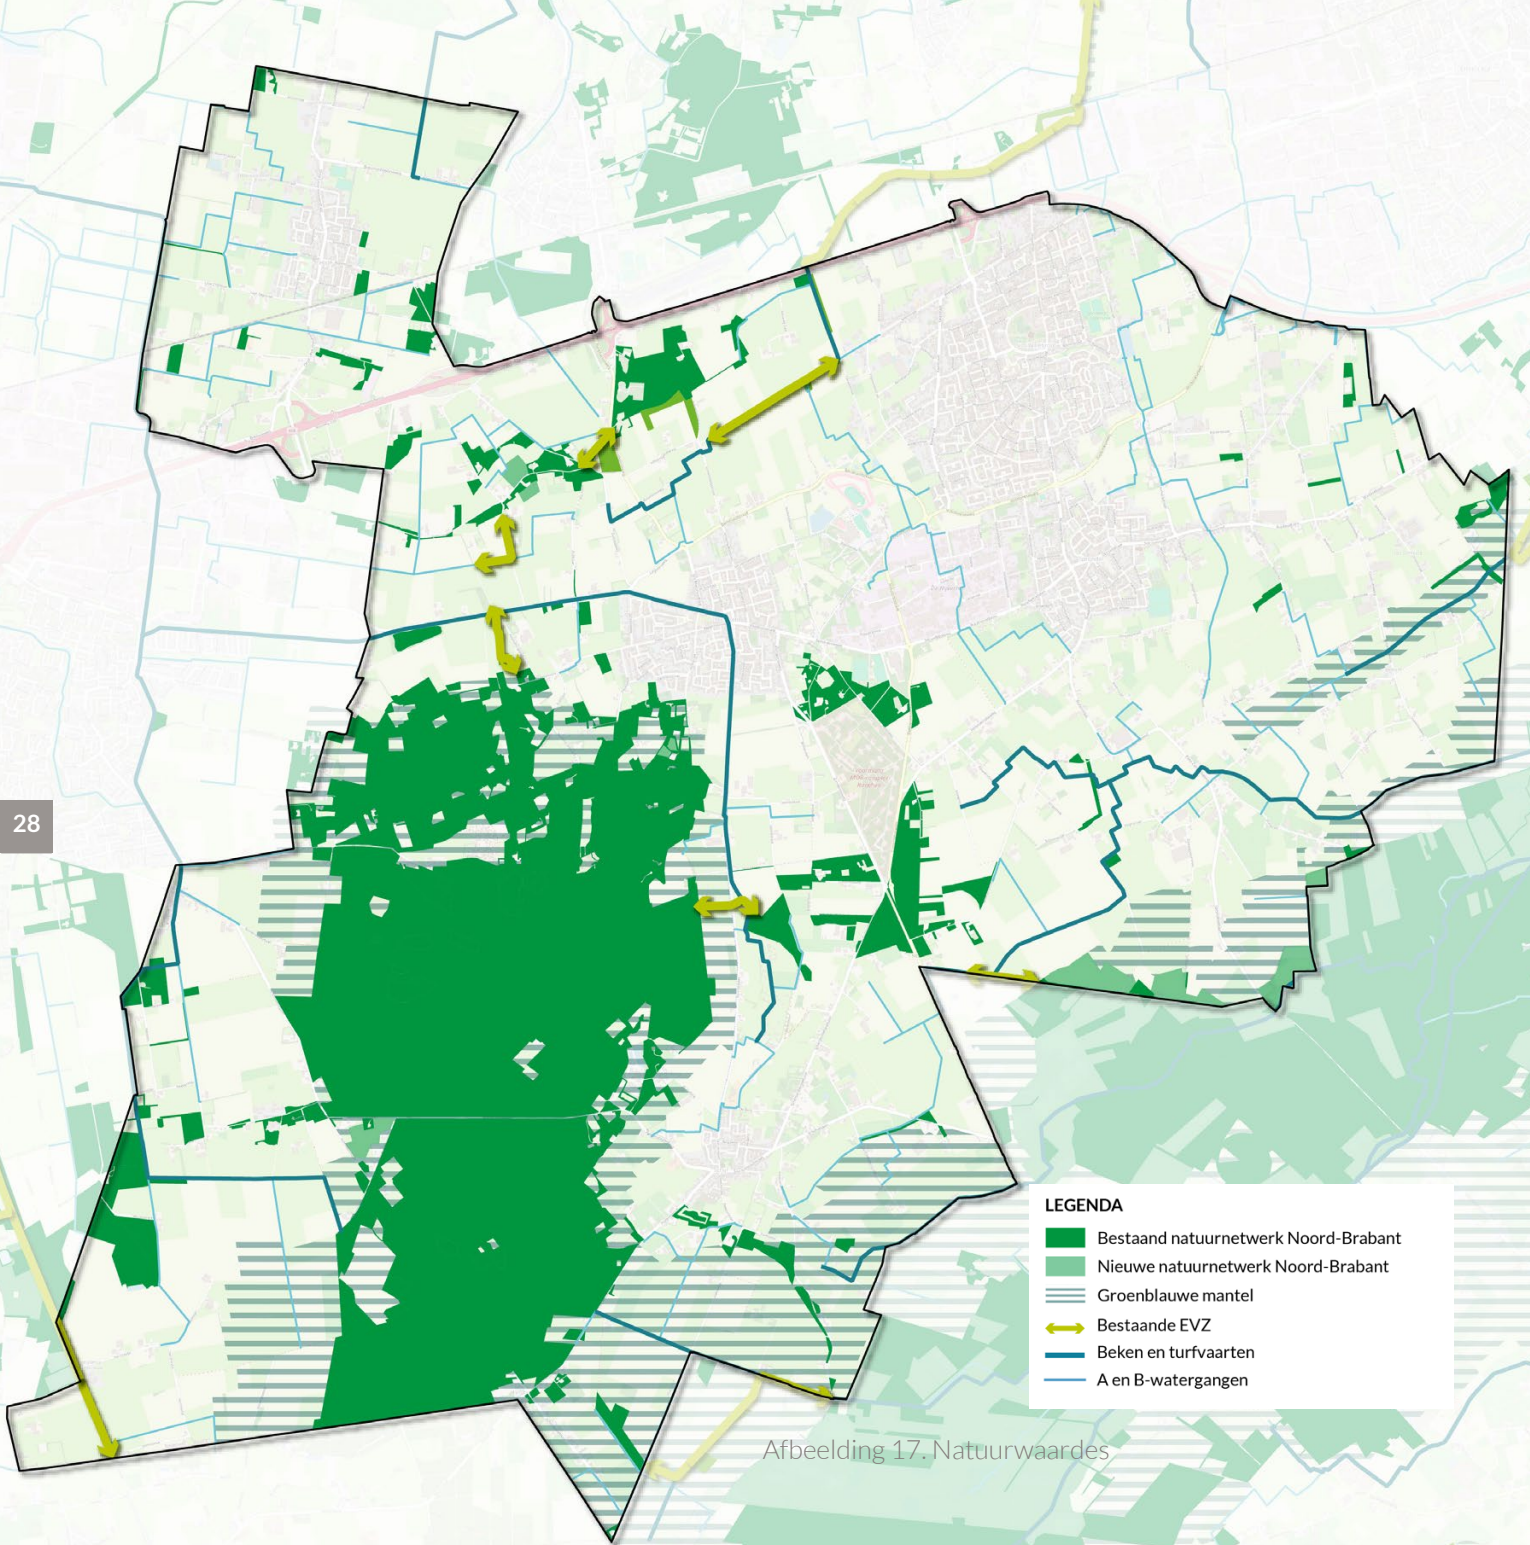 28
LEGENDA
Bestaand natuurnetwerk Noord-Brabant
Nieuwe natuurnetwerk Noord-Brabant
Groenblauwe mantel
Bestaande EVZ
Beken en turfvaarten
A en B-watergangen
Afbeelding 17. Natuurwaardes